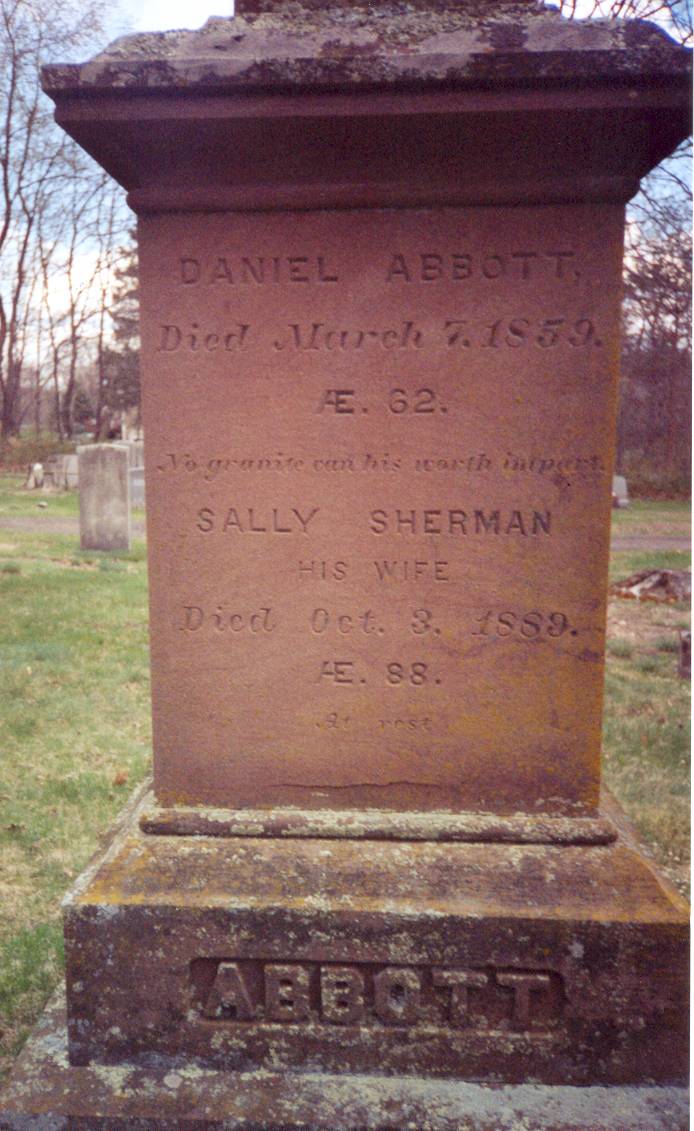 DANIEL ABBOTT,
Died March 7. 1859.
Æ. 62.
No granite can his worth impart.
SALLY SHERMAN
HIS WIFE
Died Oct. 3. 1889.
Æ. 88.
At rest
ABBOTT